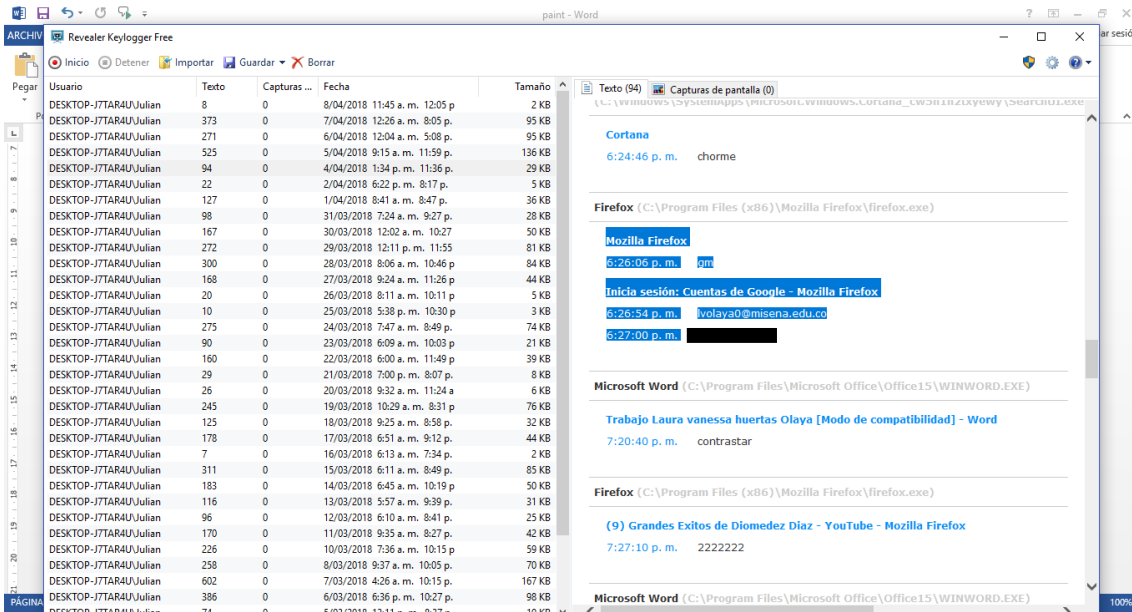 paint - Word
ARCHIV
ar sesió
Pegar
Revealer Keylogger Free
Inicio Detener Importar Guardar Borrar
Usuario Texto Capturas ... Fecha Tamaño
DESKTOP-J7TAR4U\Julian 8 0 8/04/2018 11:45 a. m. 12:05 p 2 KB
DESKTOP-J7TAR4U\Julian 373 0 7/04/2018 12:26 a. m. 8:05 p. 95 KB
DESKTOP-J7TAR4U\Julian 271 0 6/04/2018 12:04 a. m. 5:08 p. 95 KB
DESKTOP-J7TAR4U\Julian 525 0 5/04/2018 9:15 a. m. 11:59 p. 136 KB
DESKTOP-J7TAR4U\Julian 94 0 4/04/2018 1:34 p. m. 11:36 p. 29 KB
DESKTOP-J7TAR4U\Julian 22 0 2/04/2018 6:22 p. m. 8:17 p. 5 KB
DESKTOP-J7TAR4U\Julian 127 0 1/04/2018 8:41 a. m. 8:47 p. 36 KB
DESKTOP-J7TAR4U\Julian 98 0 31/03/2018 7:24 a. m. 9:27 p. 28 KB
DESKTOP-J7TAR4U\Julian 167 0 30/03/2018 12:02 a. m. 10:27 50 KB
DESKTOP-J7TAR4U\Julian 272 0 29/03/2018 12:11 p. m. 11:55 81 KB
DESKTOP-J7TAR4U\Julian 300 0 28/03/2018 8:06 a. m. 10:46 p 84 KB
DESKTOP-J7TAR4U\Julian 168 0 27/03/2018 9:24 a. m. 11:26 p 44 KB
DESKTOP-J7TAR4U\Julian 20 0 26/03/2018 8:11 a. m. 10:11 p 5 KB
DESKTOP-J7TAR4U\Julian 10 0 25/03/2018 5:38 p. m. 10:30 p 3 KB
DESKTOP-J7TAR4U\Julian 275 0 24/03/2018 7:47 a. m. 8:49 p. 74 KB
DESKTOP-J7TAR4U\Julian 90 0 23/03/2018 6:09 a. m. 10:03 p 21 KB
DESKTOP-J7TAR4U\Julian 160 0 22/03/2018 6:00 a. m. 11:49 p 39 KB
DESKTOP-J7TAR4U\Julian 29 0 21/03/2018 7:00 p. m. 8:07 p. 8 KB
DESKTOP-J7TAR4U\Julian 26 0 20/03/2018 9:32 a. m. 11:24 a 6 KB
DESKTOP-J7TAR4U\Julian 245 0 19/03/2018 10:29 a. m. 8:31 p 76 KB
DESKTOP-J7TAR4U\Julian 125 0 18/03/2018 9:25 a. m. 8:58 p. 32 KB
DESKTOP-J7TAR4U\Julian 178 0 17/03/2018 6:51 a. m. 9:12 p. 44 KB
DESKTOP-J7TAR4U\Julian 7 0 16/03/2018 6:13 a. m. 7:34 p. 2 KB
DESKTOP-J7TAR4U\Julian 311 0 15/03/2018 6:11 a. m. 8:49 p. 85 KB
DESKTOP-J7TAR4U\Julian 183 0 14/03/2018 6:45 a. m. 10:19 p 50 KB
DESKTOP-J7TAR4U\Julian 116 0 13/03/2018 5:57 a. m. 9:39 p. 31 KB
DESKTOP-J7TAR4U\Julian 96 0 12/03/2018 6:10 a. m. 8:41 p. 25 KB
DESKTOP-J7TAR4U\Julian 170 0 11/03/2018 9:35 a. m. 8:27 p. 42 KB
DESKTOP-J7TAR4U\Julian 226 0 10/03/2018 7:36 a. m. 10:15 p 59 KB
DESKTOP-J7TAR4U\Julian 258 0 8/03/2018 9:37 a. m. 10:05 p. 70 KB
DESKTOP-J7TAR4U\Julian 602 0 7/03/2018 4:26 a. m. 10:15 p. 167 KB
DESKTOP-J7TAR4U\Julian 386 0 6/03/2018 6:36 p. m. 10:27 p. 98 KB
Texto (94) Capturas de pantalla (0)
Cortana
6:24:46 p. m. chorme
Firefox (C:\Program Files (x86)\Mozilla Firefox\firefox.exe)
Mozilla Firefox
6:26:06 p. m. gm
Inicia sesión: Cuentas de Google - Mozilla Firefox
6:26:54 p. m. lvolaya0@misena.edu.co
6:27:00 p. m.
Microsoft Word (C:\Program Files\Microsoft Office\Office15\WINWORD.EXE)
Trabajo Laura vanessa huertas Olaya [Modo de compatibilidad] - Word
7:20:40 p. m. contrastar
Firefox (C:\Program Files (x86)\Mozilla Firefox\firefox.exe)
(9) Grandes Exitos de Diomedez Diaz - YouTube - Mozilla Firefox
7:27:10 p. m. 2222222
Microsoft Word (C:\Program Files\Microsoft Office\Office15\WINWORD.EXE)
PÁGINA
100%